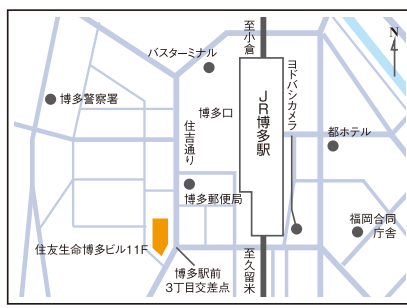 至小倉
N
バスターミナル
ヨドバシカメラ
博多警察署
博多口
JR博多駅
住吉通り
都ホテル
博多郵便局
福岡合同
庁舎
住友生命博多ビル11F
至久留米
博多駅前
3丁目交差点